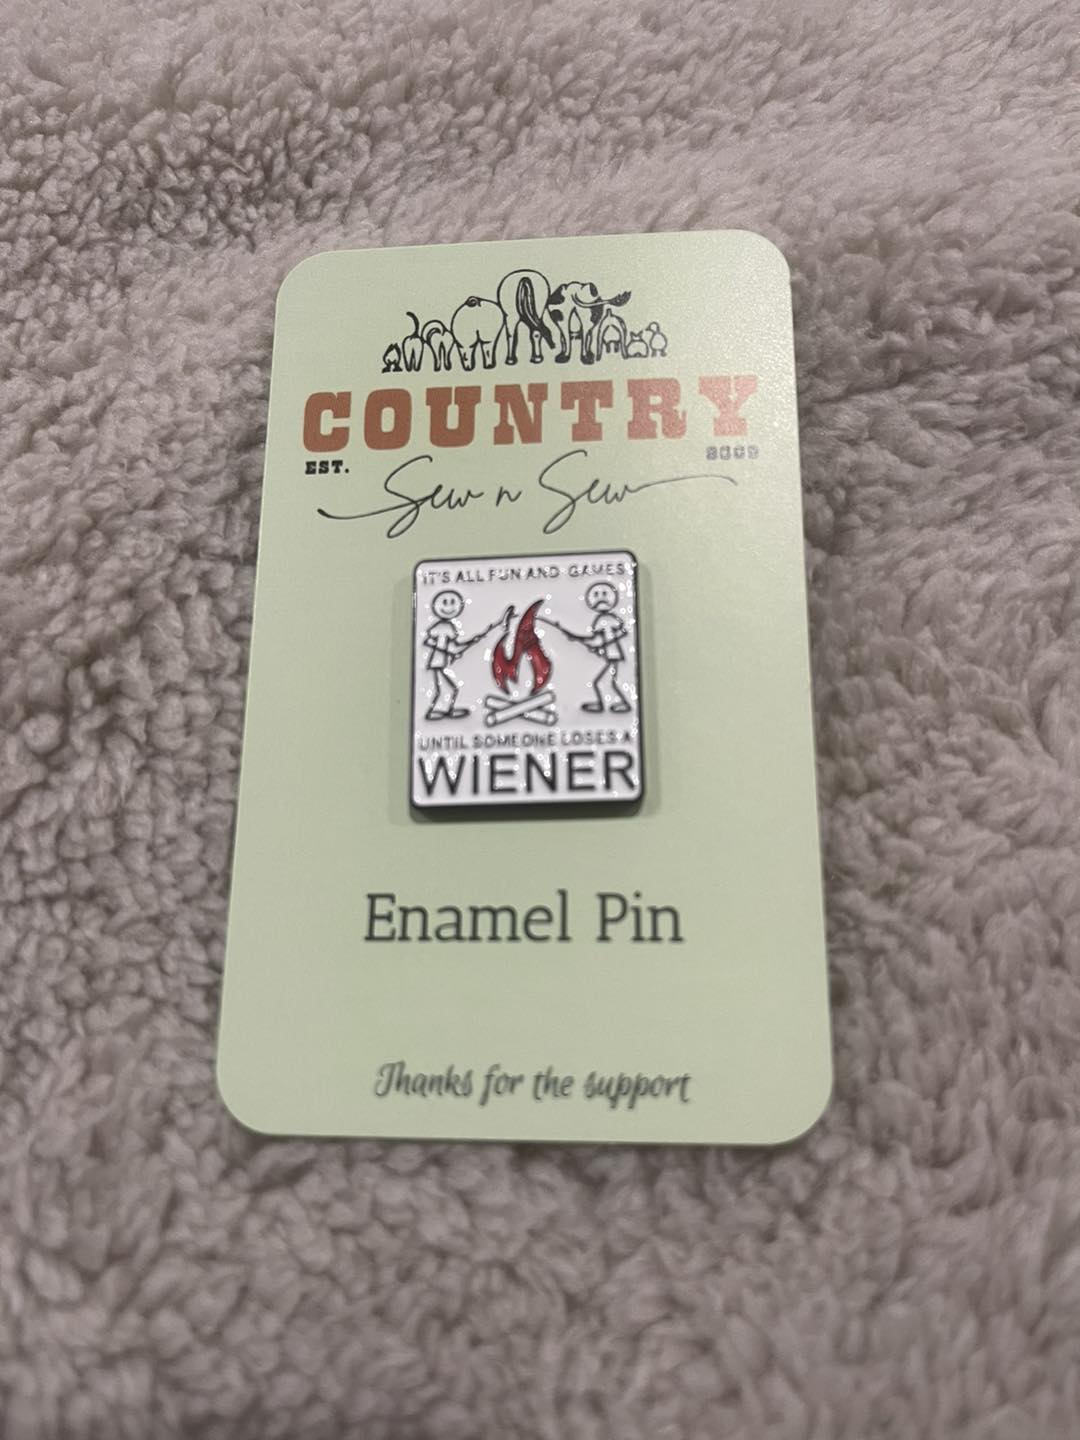 COUNTRY
EST.
Sew n Sew
IT'S ALL FUN AND GAMES
UNTIL SOMEONE LOSES A
WIENER
Enamel Pin
Thanks for the support